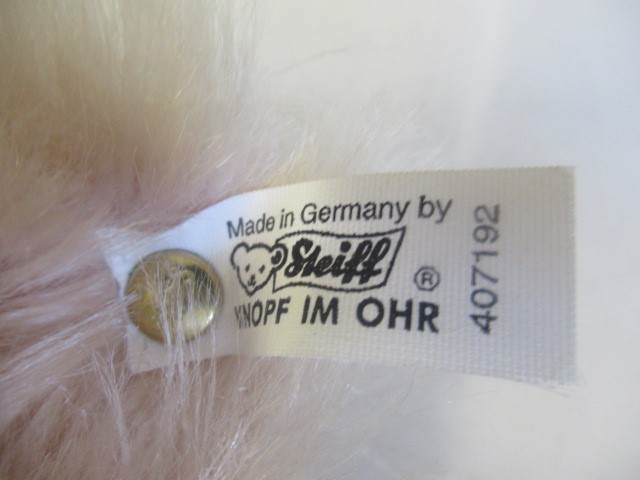 Made in Germany by
Steiff ®
KNOPF IM OHR
407192